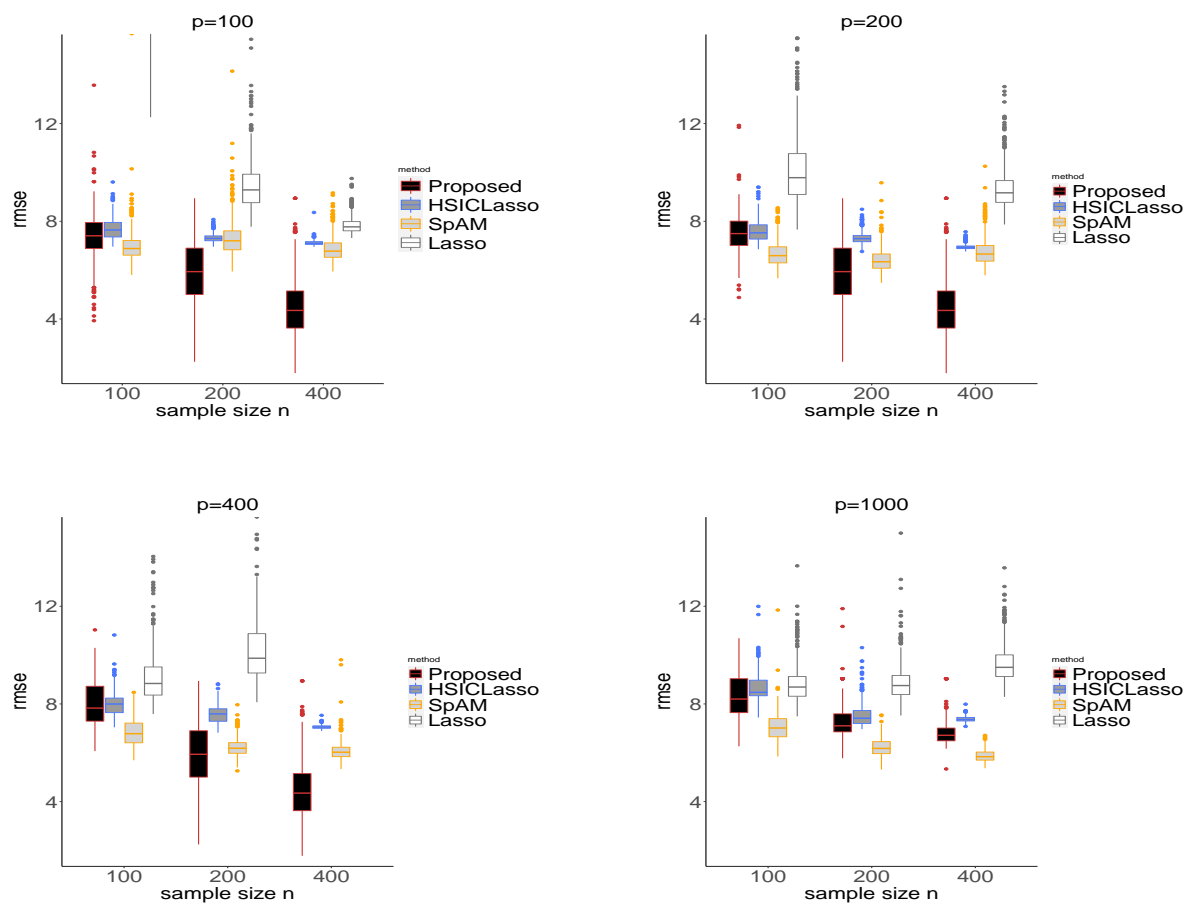 p=100
12
8
4
rmse
100
200
400
sample size n
method
Proposed
HSICLasso
SpAM
Lasso
p=200
12
8
4
rmse
100
200
400
sample size n
method
Proposed
HSICLasso
SpAM
Lasso
p=400
12
8
4
rmse
100
200
400
sample size n
method
Proposed
HSICLasso
SpAM
Lasso
p=1000
12
8
4
rmse
100
200
400
sample size n
method
Proposed
HSICLasso
SpAM
Lasso